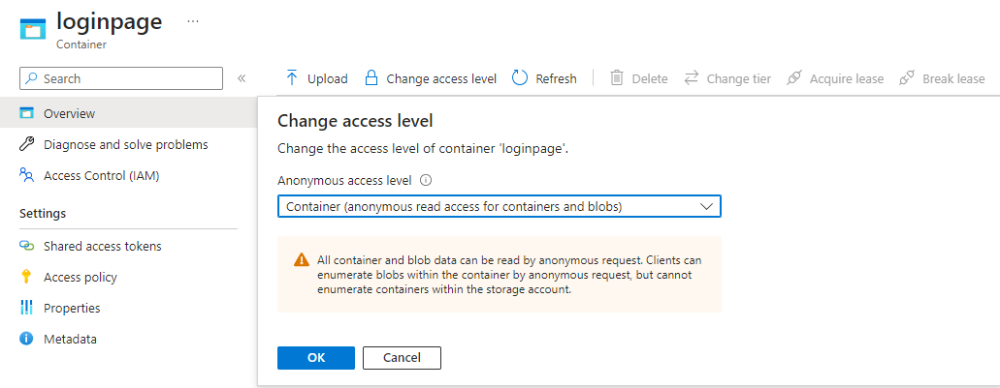 loginpage ...
Container
Search «
Upload Change access level Refresh Delete Change tier Acquire lease Break lease
Overview
Diagnose and solve problems
Access Control (IAM)
Settings
Shared access tokens
Access policy
Properties
Metadata
Change access level
Change the access level of container 'loginpage'.
Anonymous access level
Container (anonymous read access for containers and blobs)
All container and blob data can be read by anonymous request. Clients can
enumerate blobs within the container by anonymous request, but cannot
enumerate containers within the storage account.
OK Cancel